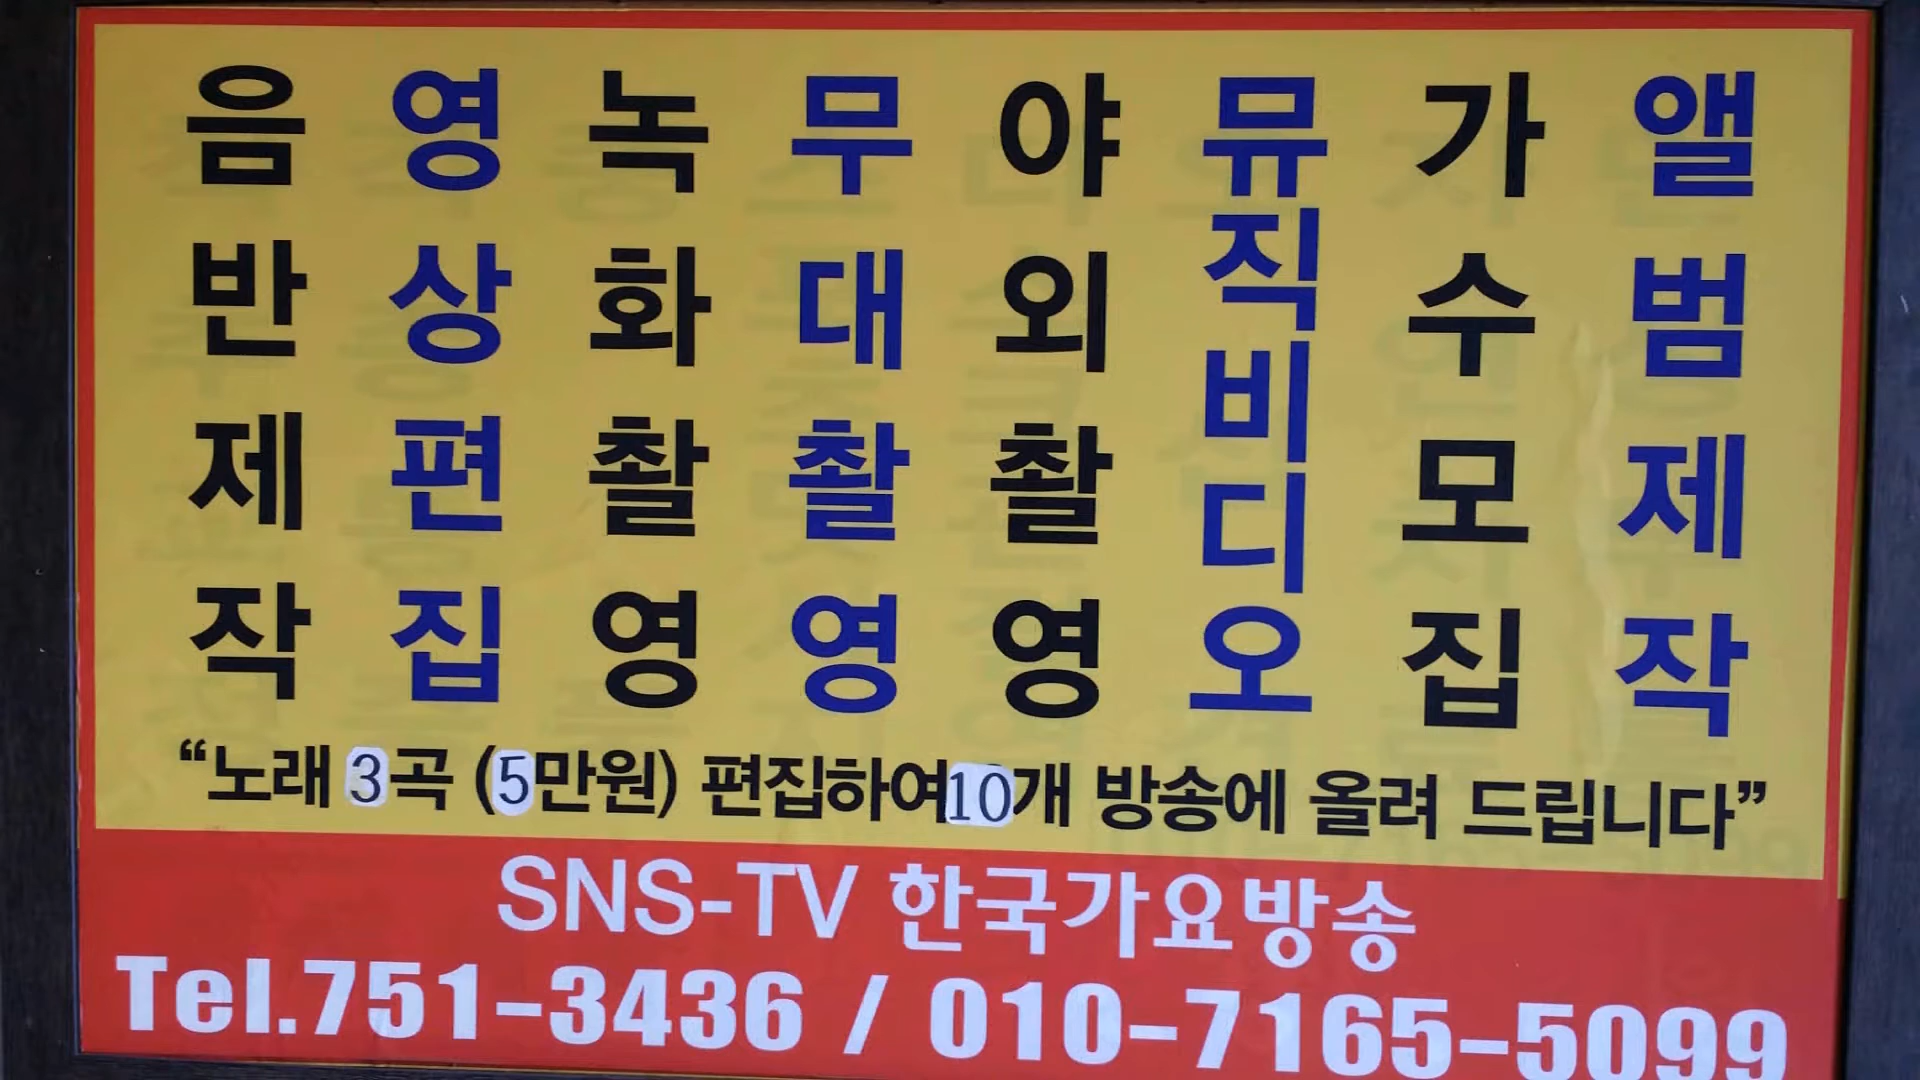 음반제작
영상편집
녹화촬영
무대촬영
야외촬영
뮤직비디오
가수모집
앨범제작
“노래 3곡 (5만원) 편집하여10개 방송에 올려 드립니다”
SNS-TV 한국가요방송
Tel.751-3436 / 010-7165-5099